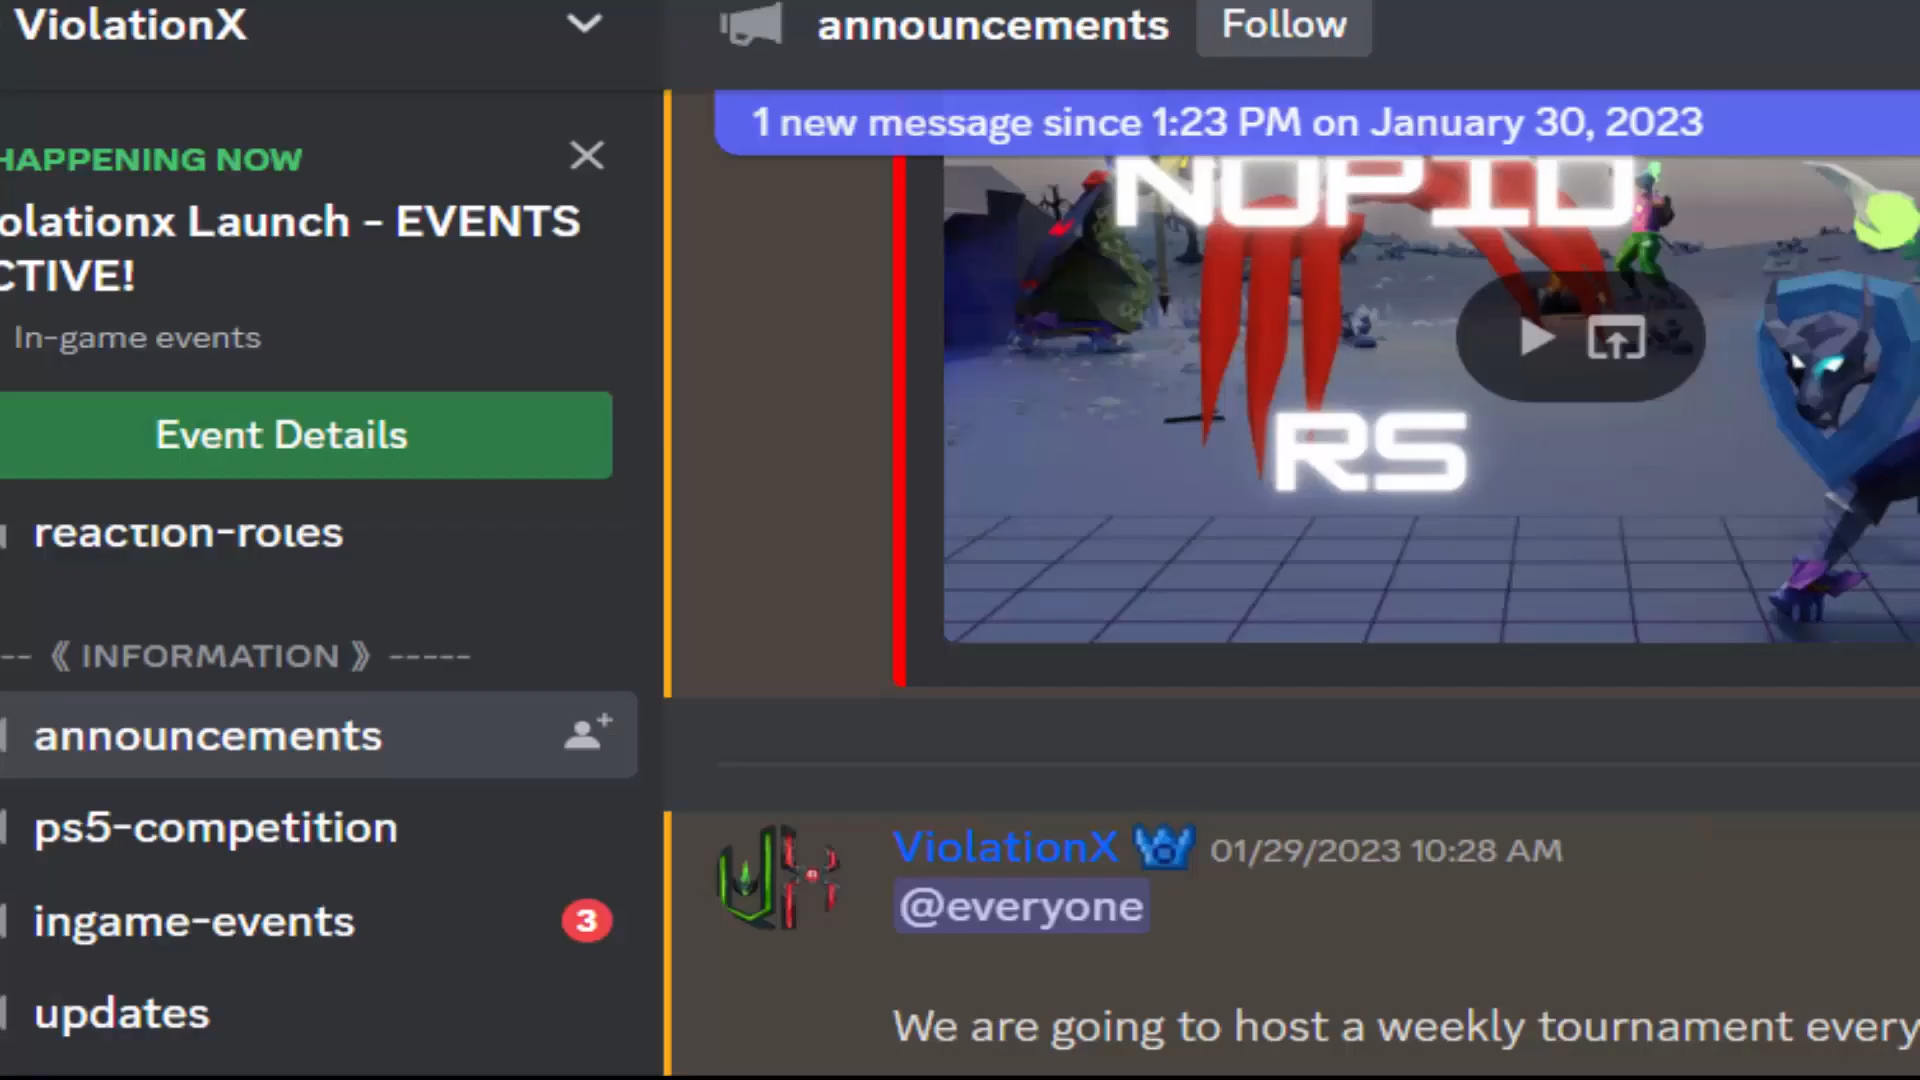 ViolationX
announcements
Follow
1 new message since 1:23 PM on January 30, 2023
HAPPENING NOW
olationx Launch - EVENTS
CTIVE!
In-game events
Event Details
reaction-roles
-- 《 INFORMATION 》 -----
announcements
ps5-competition
ingame-events
3
updates
RS
ViolationX 01/29/2023 10:28 AM
@everyone
We are going to host a weekly tournament every